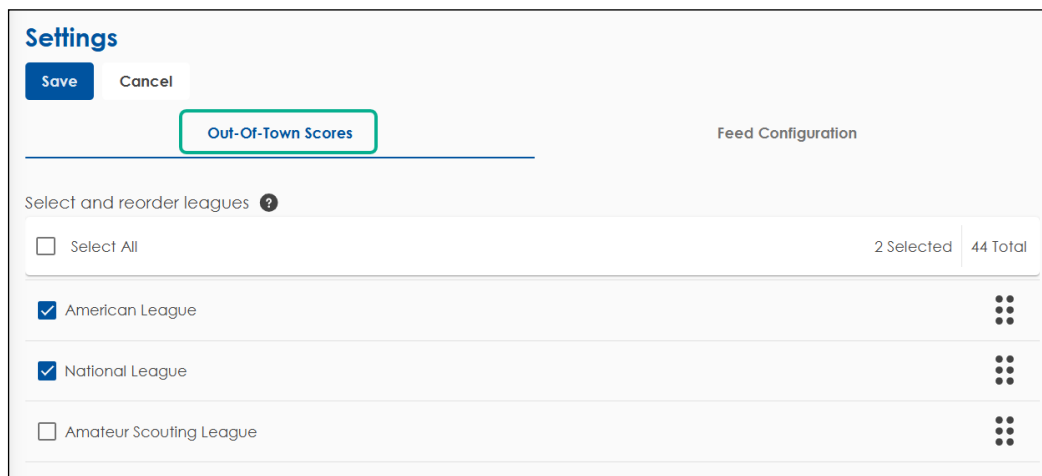 Settings
Save Cancel
Out-Of-Town Scores Feed Configuration
Select and reorder leagues ?
Select All 2 Selected 44 Total
American League
National League
Amateur Scouting League